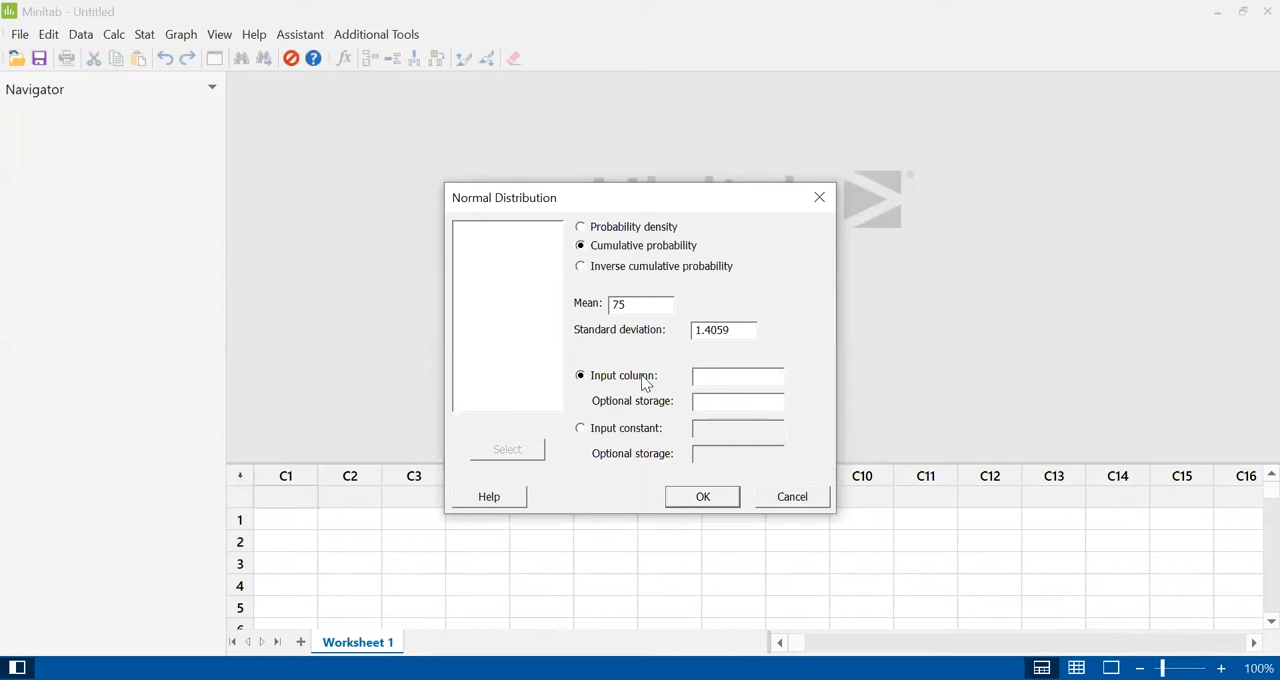 Minitab - Untitled
File Edit Data Calc Stat Graph View Help Assistant Additional Tools
Navigator
Normal Distribution
Probability density
Cumulative probability
Inverse cumulative probability
Mean: 75
Standard deviation: 1.4059
Input column:
Optional storage:
Input constant:
Optional storage:
Select
Help OK Cancel
C1 C2 C3 C10 C11 C12 C13 C14 C15 C16
1
2
3
4
5
Worksheet 1
100%